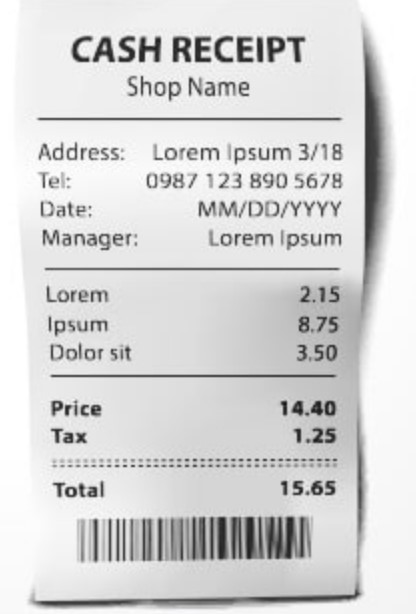 CASH RECEIPT
Shop Name
Address: Lorem Ipsum 3/18
Tel: 0987 123 890 5678
Date: MM/DD/YYYY
Manager: Lorem Ipsum
Lorem 2.15
Ipsum 8.75
Dolor sit 3.50
Price 14.40
Tax 1.25
Total 15.65